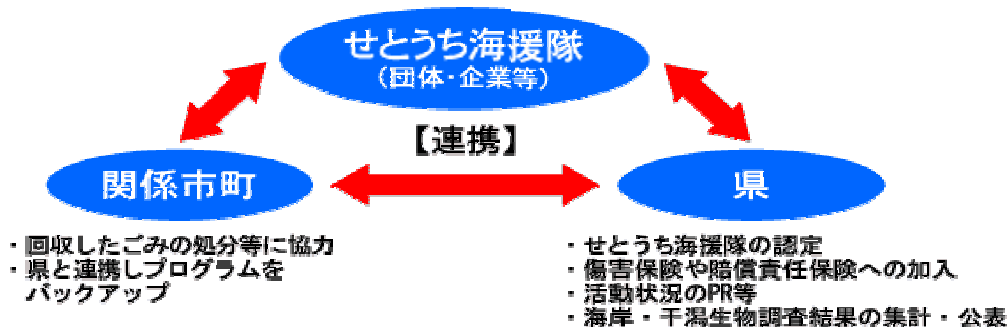 せとうち海援隊
(団体・企業等)
【連携】
関係市町
県
・回収したごみの処分等に協力
・県と連携しプログラムを
バックアップ
・せとうち海援隊の認定
・傷害保険や賠償責任保険への加入
・活動状況のPR等
・海岸・干潟生物調査結果の集計・公表